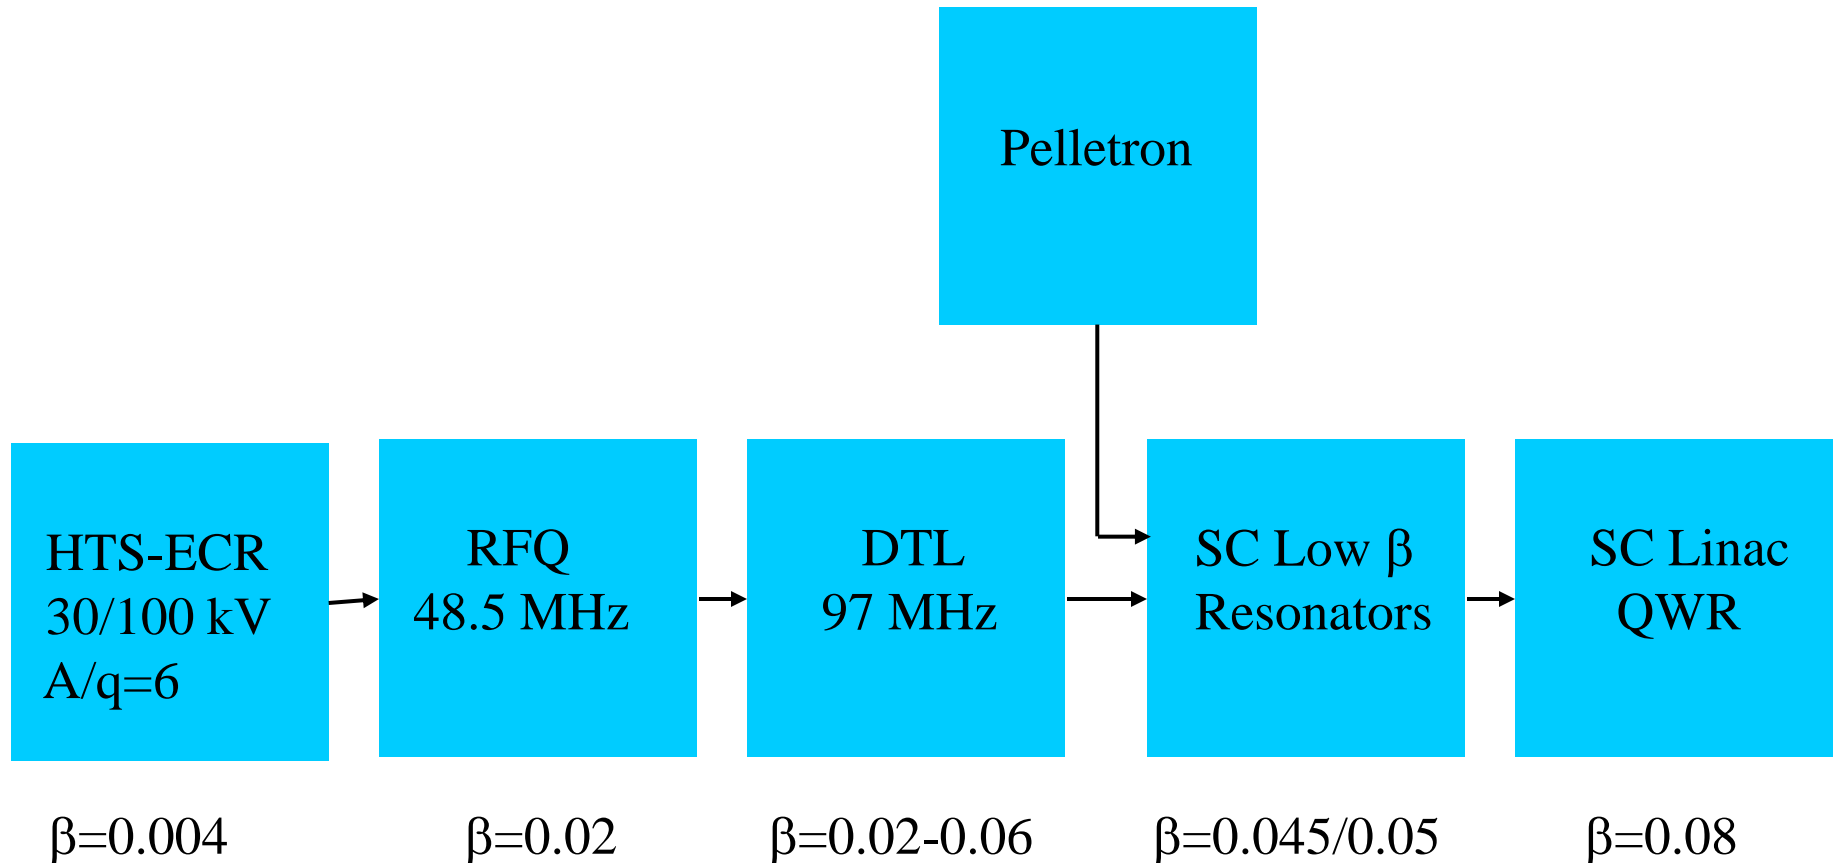 Pelletron
HTS-ECR
30/100 kV
A/q=6
RFQ
48.5 MHz
DTL
97 MHz
SC Low β
Resonators
SC Linac
QWR
β=0.004
β=0.02
β=0.02-0.06
β=0.045/0.05
β=0.08